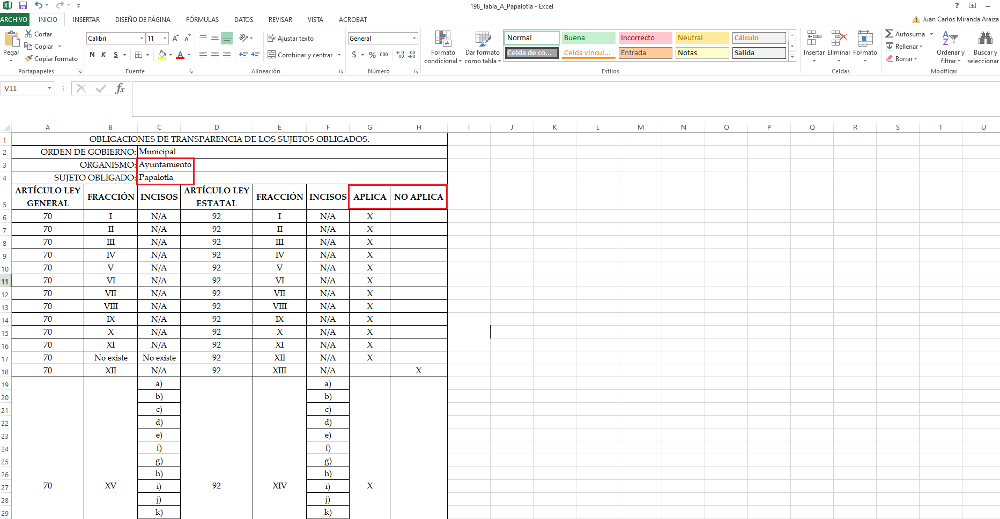 198_Tabla_A_Papalotla - Excel
?
ARCHIVO INICIO INSERTAR DISEÑO DE PÁGINA FÓRMULAS DATOS REVISAR VISTA ACROBAT Juan Carlos Miranda Araiza
Pegar
Cortar
Copiar
Copiar formato
Portapapeles
Calibri 11
N K S
Fuente
Ajustar texto
Combinar y centrar
Alineación
General
$ % 000
Número
Formato condicional
Dar formato como tabla
Normal Buena Incorrecto Neutral Cálculo
Celda de co... Celda vincul... Entrada Notas Salida
Estilos
Insertar Eliminar Formato
Celdas
Autosuma
Rellenar
Borrar
Ordenar y filtrar
Buscar y seleccionar
Modificar
V11 fx
A B C D E F G H I J K L M N O P Q R S T U
1 OBLIGACIONES DE TRANSPARENCIA DE LOS SUJETOS OBLIGADOS.
2 ORDEN DE GOBIERNO: Municipal
3 ORGANISMO: Ayuntamiento
4 SUJETO OBLIGADO: Papalotla
5 ARTÍCULO LEY GENERAL FRACCIÓN INCISOS ARTÍCULO LEY ESTATAL FRACCIÓN INCISOS APLICA NO APLICA
6 70 I N/A 92 I N/A X
7 70 II N/A 92 II N/A X
8 70 III N/A 92 III N/A X
9 70 IV N/A 92 IV N/A X
10 70 V N/A 92 V N/A X
11 70 VI N/A 92 VI N/A X
12 70 VII N/A 92 VII N/A X
13 70 VIII N/A 92 VIII N/A X
14 70 IX N/A 92 IX N/A X
15 70 X N/A 92 X N/A X
16 70 XI N/A 92 XI N/A X
17 70 No existe No existe 92 XII N/A X
18 70 XII N/A 92 XIII N/A X
19 a) a)
20 b) b)
21 c) c)
22 d) d)
23 e) e)
24 f) f)
25 g) g)
26 h) h)
27 70 XV i) 92 XIV i) X
28 j) j)
29 k) k)